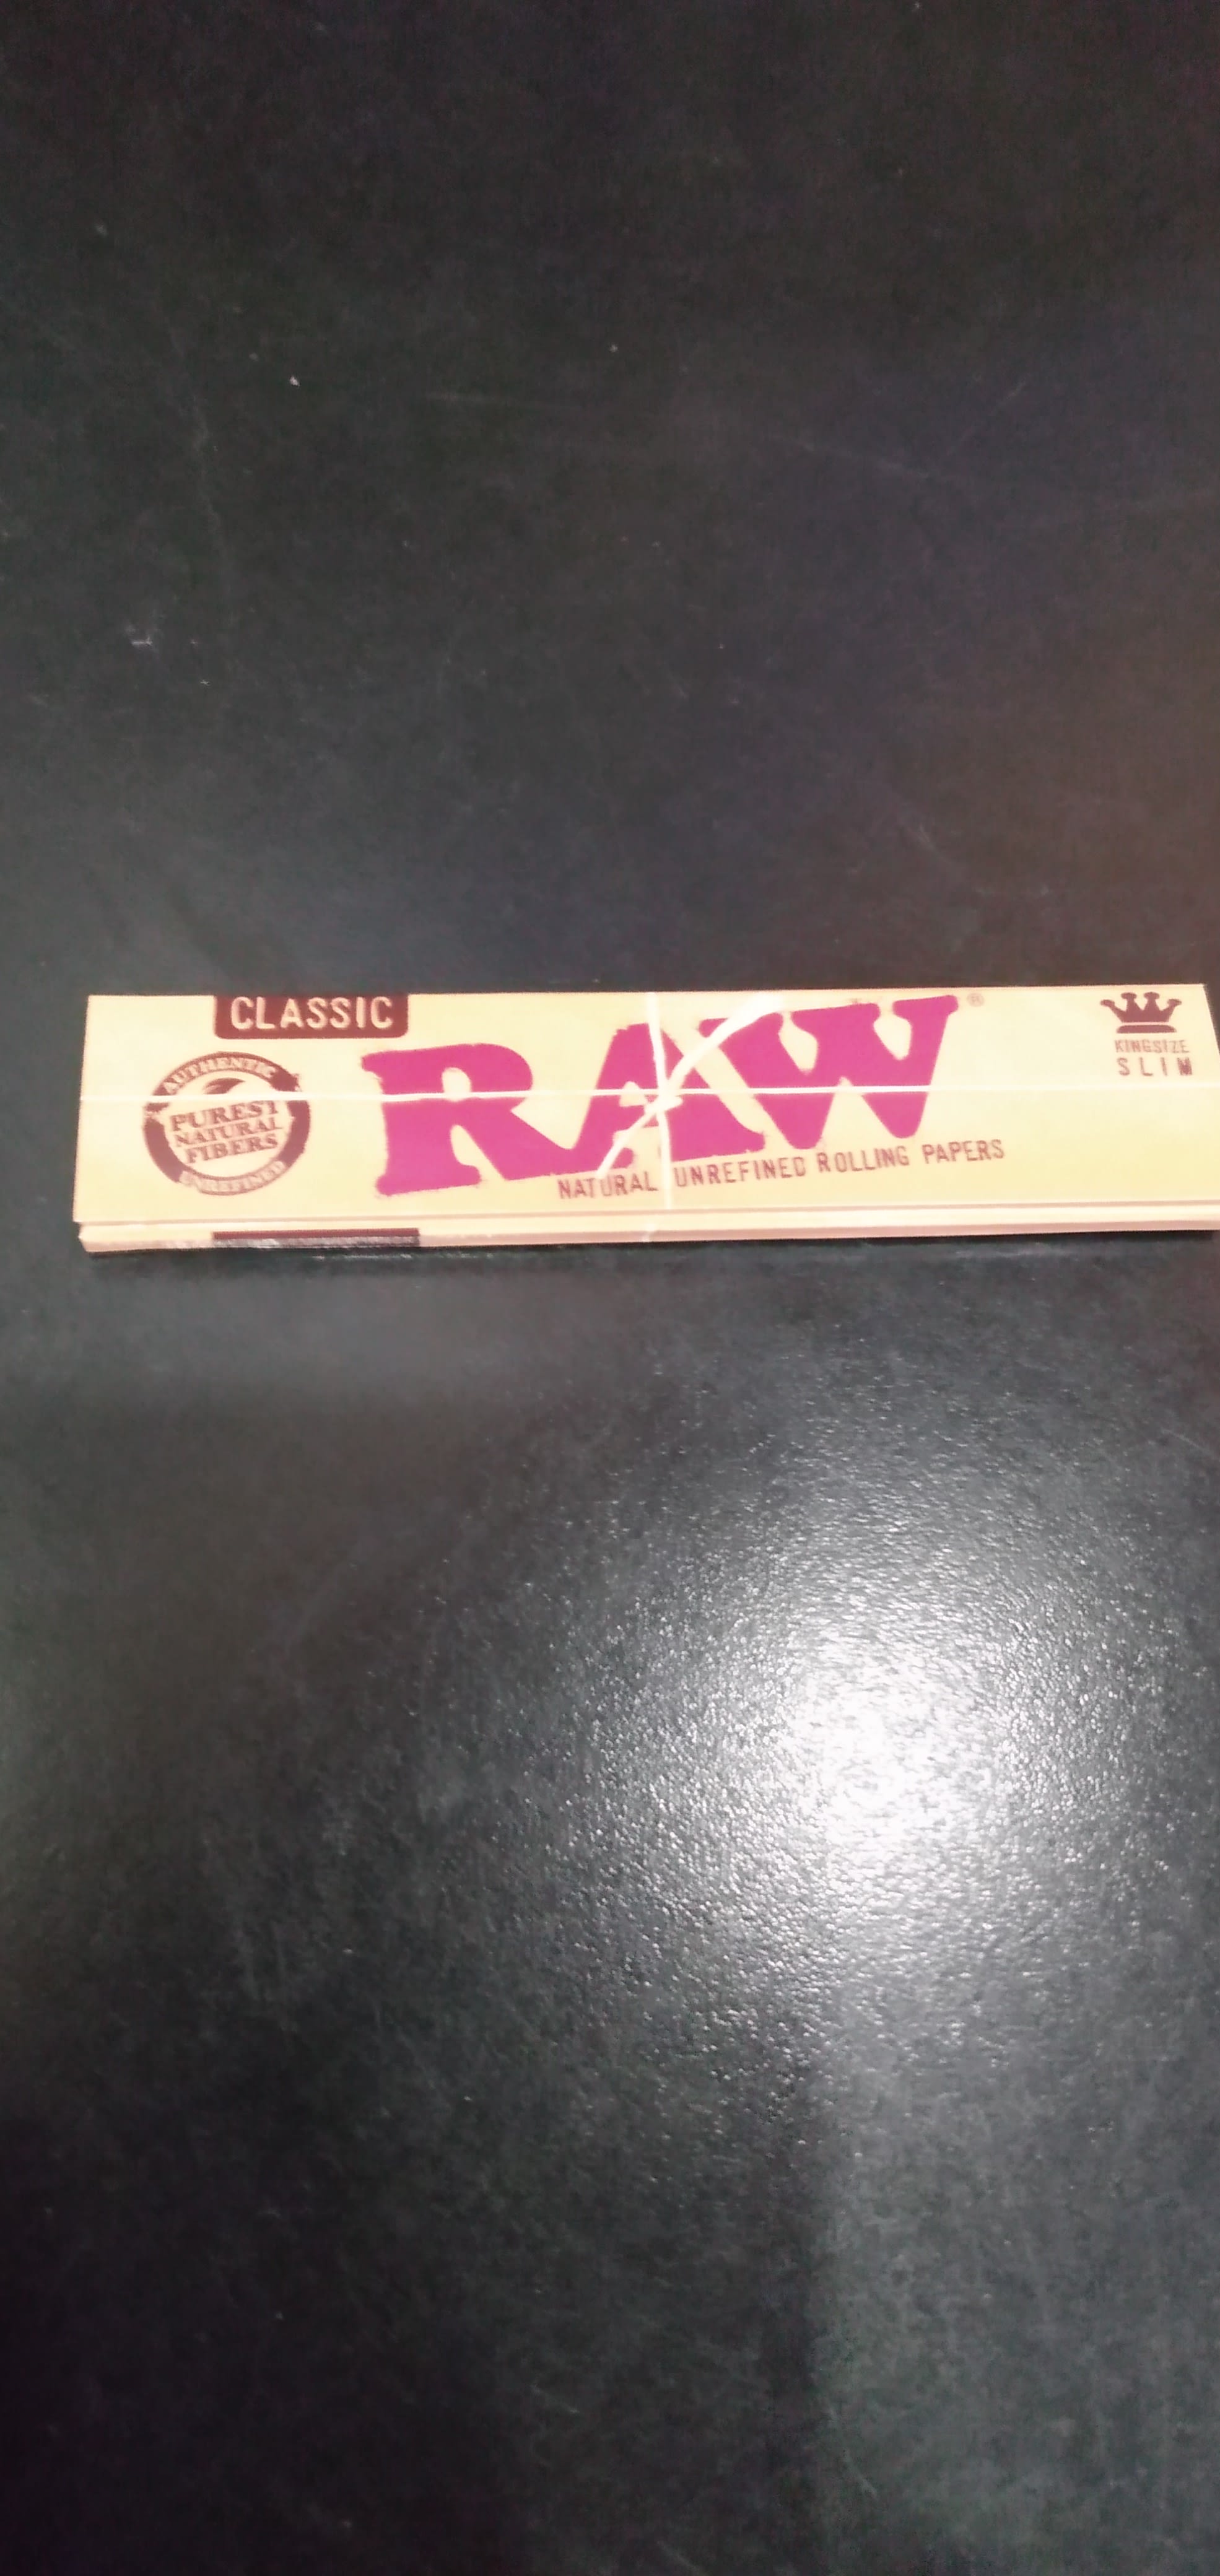 CLASSIC
AUTHENTIC
PUREST
NATURAL
FIBERS
UNREFINED
RAW®
NATURAL UNREFINED ROLLING PAPERS
KINGSIZE
SLIM